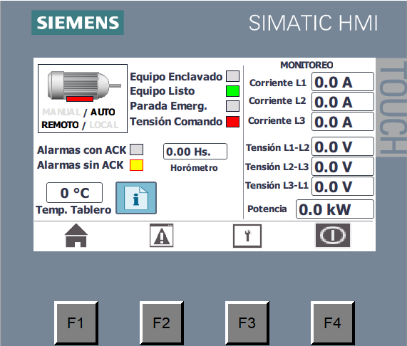 SIEMENS
SIMATIC HMI
TOUCH
MANUAL / AUTO
REMOTO / LOCAL
Equipo Enclavado
Equipo Listo
Parada Emerg.
Tensión Comando
Alarmas con ACK
Alarmas sin ACK
0.00 Hs.
Horómetro
0 °C
Temp. Tablero
i
MONITOREO
Corriente L1 0.0 A
Corriente L2 0.0 A
Corriente L3 0.0 A
Tensión L1-L2 0.0 V
Tensión L2-L3 0.0 V
Tensión L3-L1 0.0 V
Potencia 0.0 kW
F1
F2
F3
F4